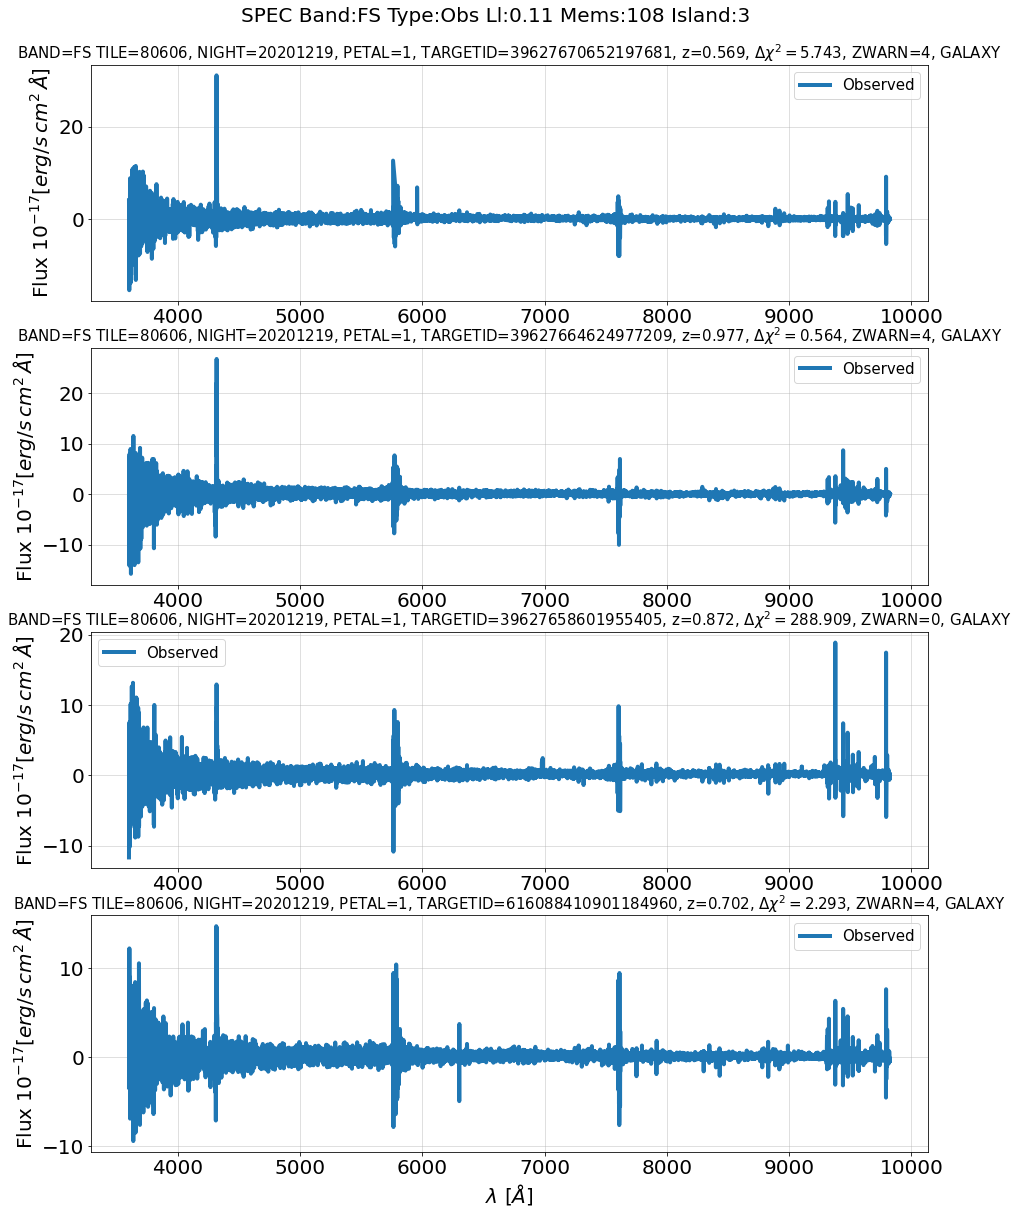 SPEC Band:FS Type:Obs Ll:0.11 Mems:108 Island:3
BAND=FS TILE=80606, NIGHT=20201219, PETAL=1, TARGETID=39627670652197681, z=0.569, Δχ² = 5.743, ZWARN=4, GALAXY
Observed
20
0
Flux 10⁻¹⁷[erg/s cm² Å]
4000 5000 6000 7000 8000 9000 10000
BAND=FS TILE=80606, NIGHT=20201219, PETAL=1, TARGETID=39627664624977209, z=0.977, Δχ² = 0.564, ZWARN=4, GALAXY
Observed
20
10
0
−10
Flux 10⁻¹⁷[erg/s cm² Å]
4000 5000 6000 7000 8000 9000 10000
BAND=FS TILE=80606, NIGHT=20201219, PETAL=1, TARGETID=39627658601955405, z=0.872, Δχ² = 288.909, ZWARN=0, GALAXY
Observed
20
10
0
−10
Flux 10⁻¹⁷[erg/s cm² Å]
4000 5000 6000 7000 8000 9000 10000
BAND=FS TILE=80606, NIGHT=20201219, PETAL=1, TARGETID=616088410901184960, z=0.702, Δχ² = 2.293, ZWARN=4, GALAXY
Observed
10
0
−10
Flux 10⁻¹⁷[erg/s cm² Å]
4000 5000 6000 7000 8000 9000 10000
λ [Å]